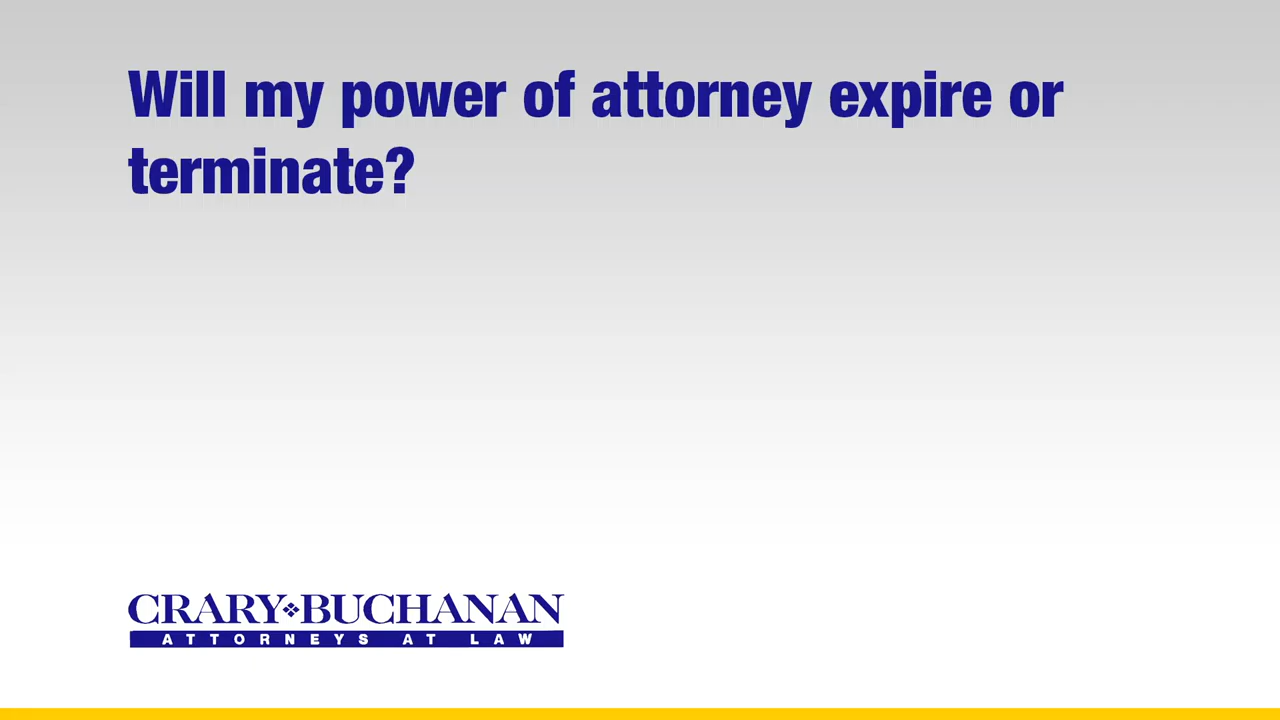 Will my power of attorney expire or
terminate?
CRARY BUCHANAN
ATTORNEYS AT LAW